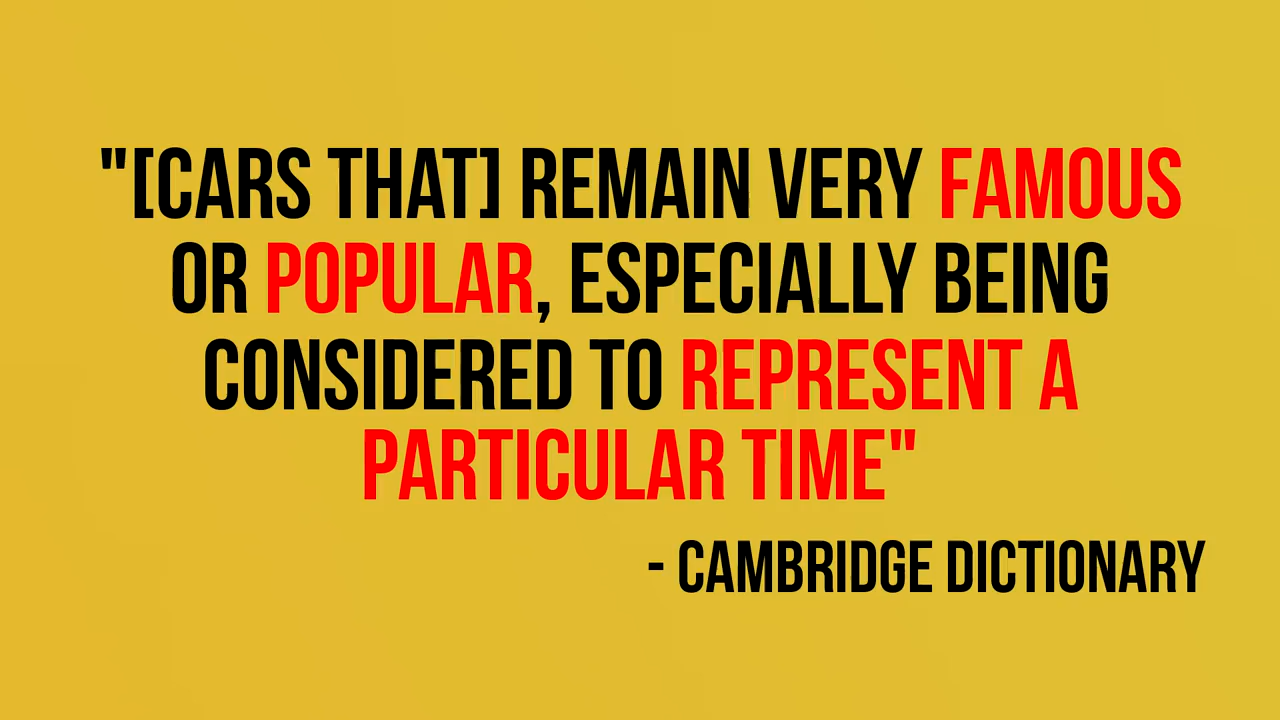 "[CARS THAT] REMAIN VERY FAMOUS
OR POPULAR, ESPECIALLY BEING
CONSIDERED TO REPRESENT A
PARTICULAR TIME"
- CAMBRIDGE DICTIONARY